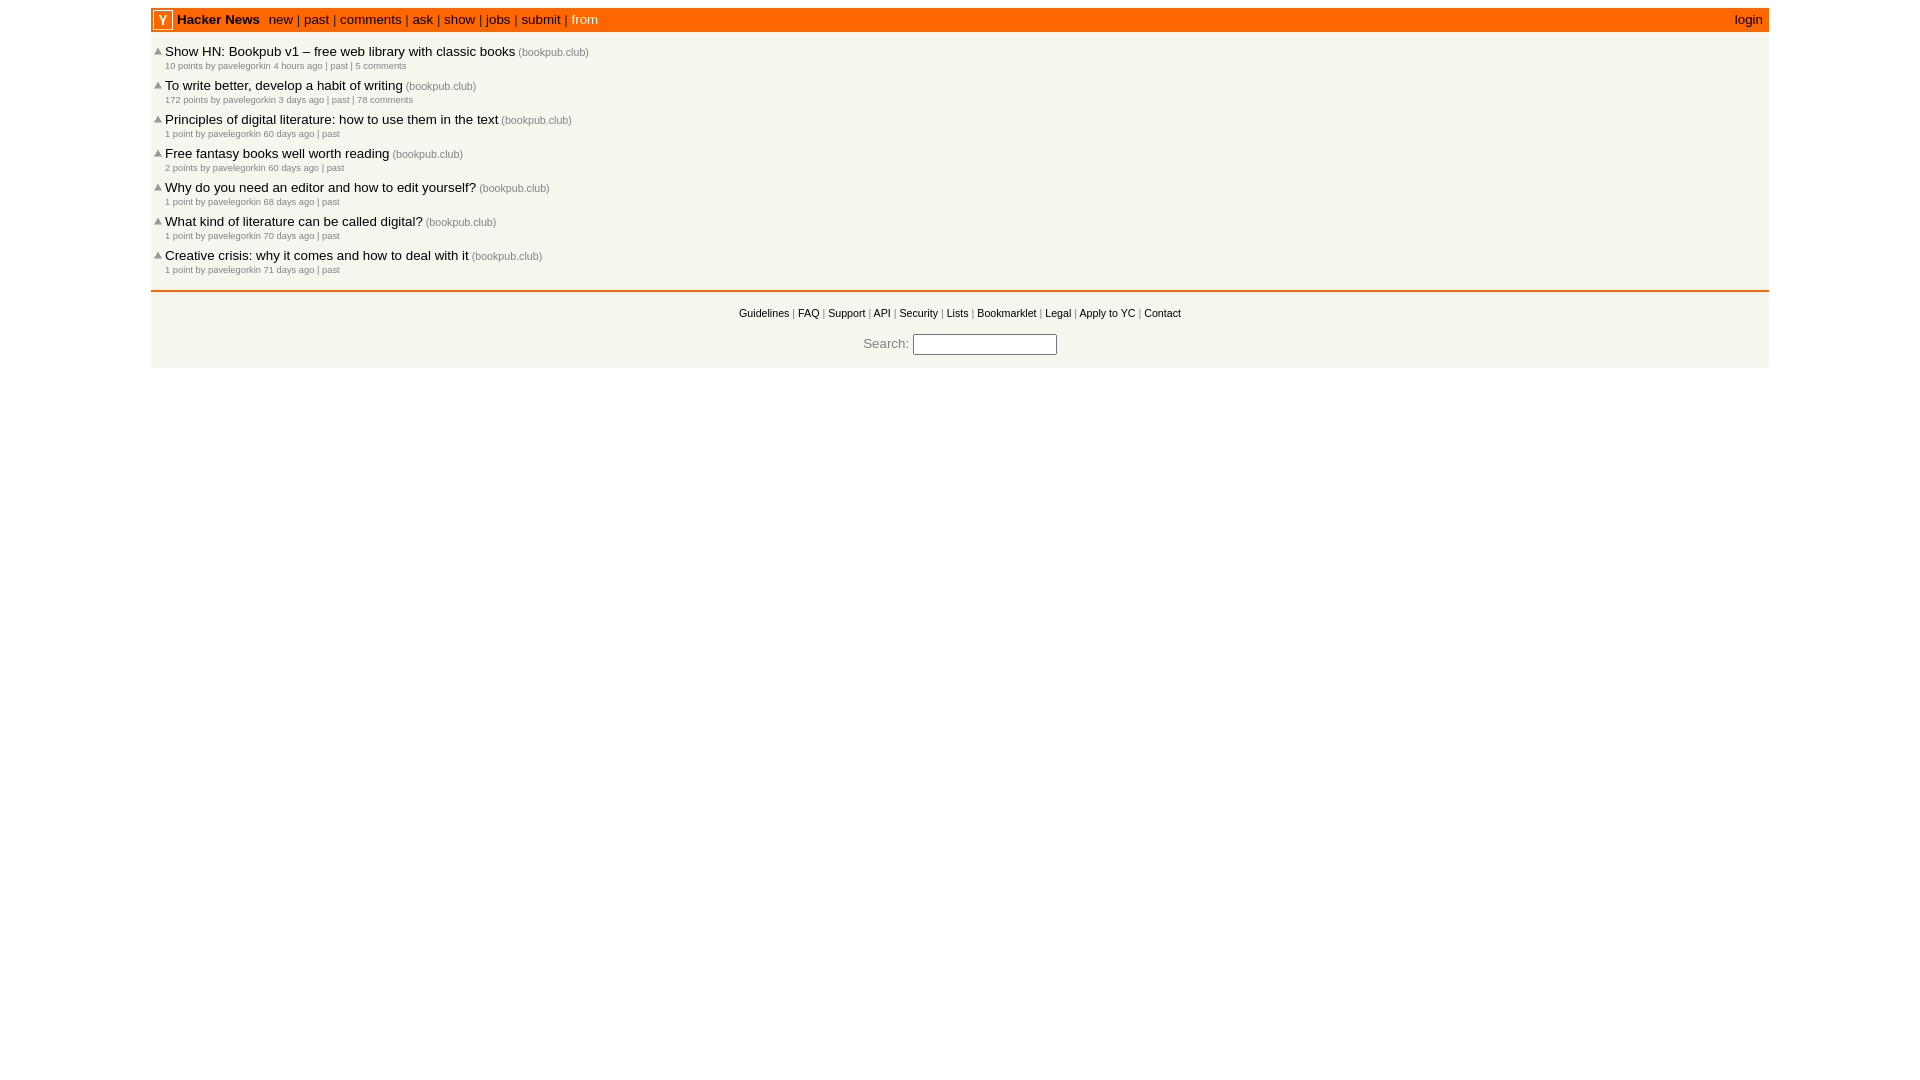 Y Hacker News new | past | comments | ask | show | jobs | submit | from login
Show HN: Bookpub v1 – free web library with classic books (bookpub.club)
10 points by pavelegorkin 4 hours ago | past | 5 comments
To write better, develop a habit of writing (bookpub.club)
172 points by pavelegorkin 3 days ago | past | 78 comments
Principles of digital literature: how to use them in the text (bookpub.club)
1 point by pavelegorkin 60 days ago | past
Free fantasy books well worth reading (bookpub.club)
2 points by pavelegorkin 60 days ago | past
Why do you need an editor and how to edit yourself? (bookpub.club)
1 point by pavelegorkin 68 days ago | past
What kind of literature can be called digital? (bookpub.club)
1 point by pavelegorkin 70 days ago | past
Creative crisis: why it comes and how to deal with it (bookpub.club)
1 point by pavelegorkin 71 days ago | past
Guidelines | FAQ | Support | API | Security | Lists | Bookmarklet | Legal | Apply to YC | Contact
Search: